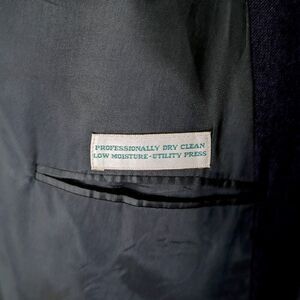 PROFESSIONALLY DRY CLEAN
LOW MOISTURE - UTILITY PRESS